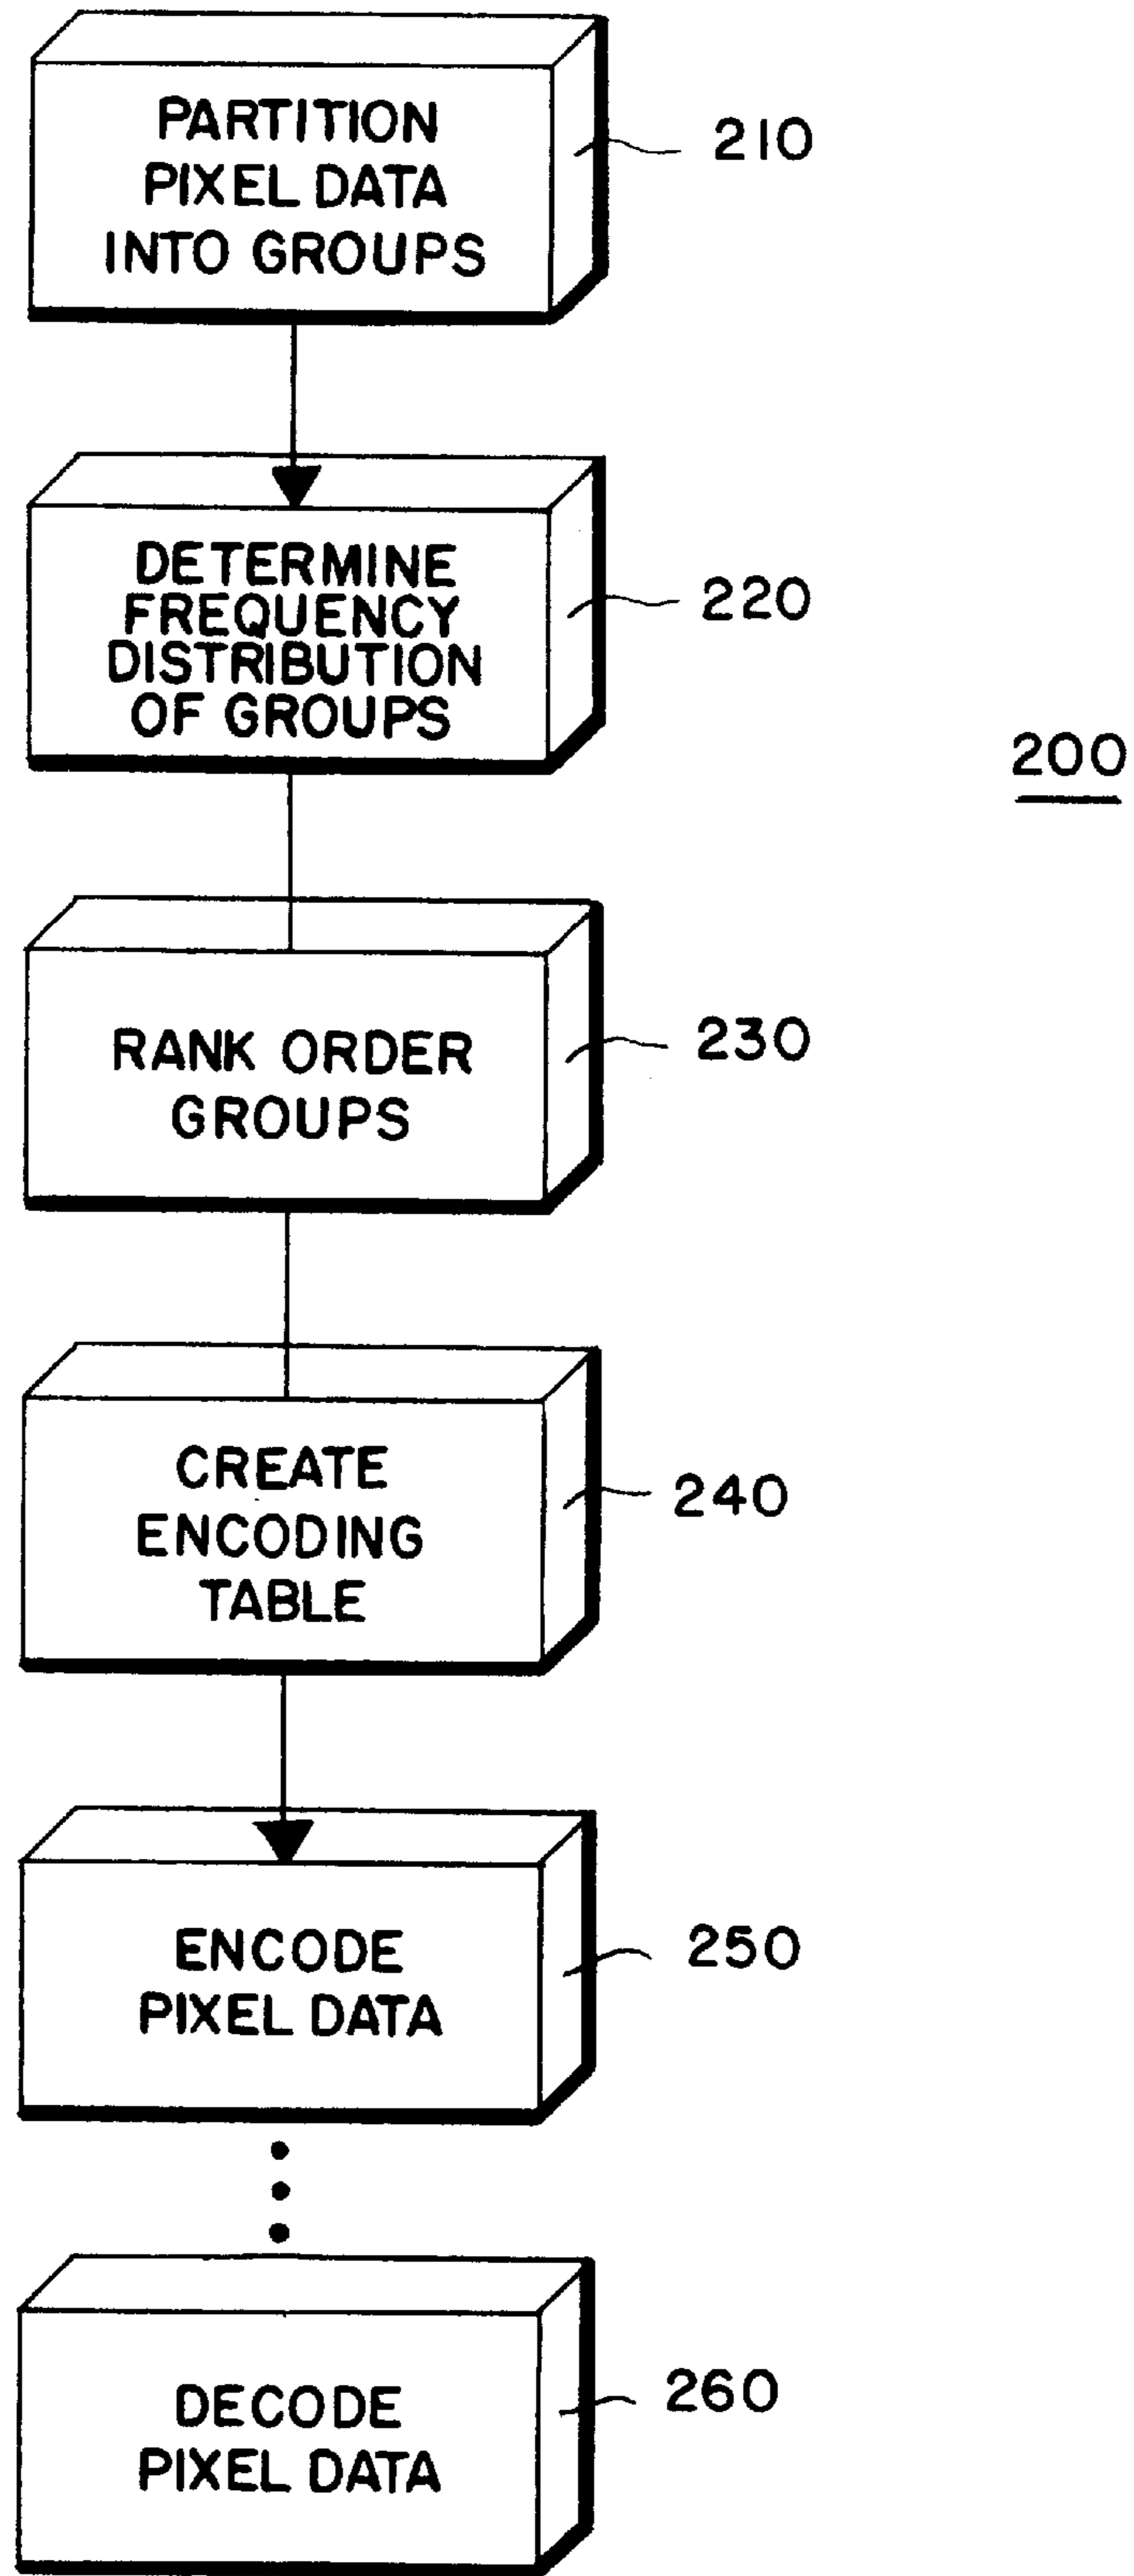 PARTITION
PIXEL DATA
INTO GROUPS
210
DETERMINE
FREQUENCY
DISTRIBUTION
OF GROUPS
220
200
RANK ORDER
GROUPS
230
CREATE
ENCODING
TABLE
240
ENCODE
PIXEL DATA
250
DECODE
PIXEL DATA
260